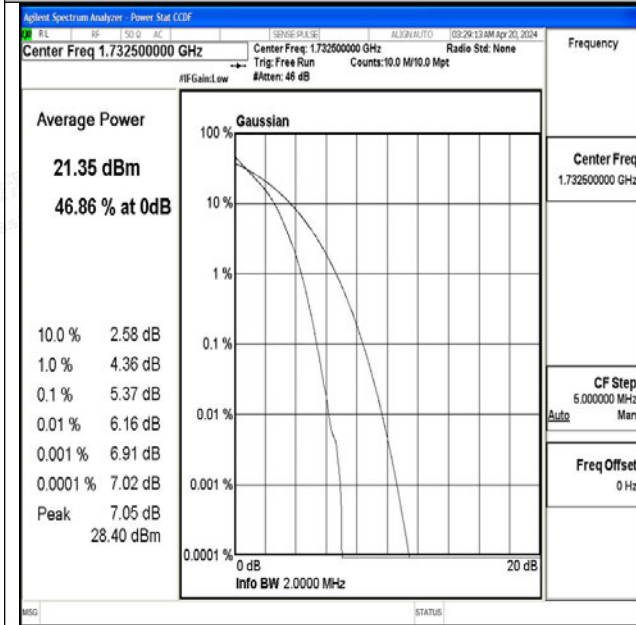 Agilent Spectrum Analyzer - Power Stat CCDF
RL RF 50 Ω AC SENSE:PULSE ALIGNAUTO 03:29:13 AM Apr 20, 2024
Center Freq 1.732500000 GHz
Center Freq: 1.732500000 GHz
Radio Std: None
Trig: Free Run
Counts:10.0 M/10.0 Mpt
#IFGain:Low
#Atten: 46 dB
Frequency
Average Power
21.35 dBm
46.86 % at 0dB
10.0 % 2.58 dB
1.0 % 4.36 dB
0.1 % 5.37 dB
0.01 % 6.16 dB
0.001 % 6.91 dB
0.0001 % 7.02 dB
Peak 7.05 dB
28.40 dBm
Gaussian
100 %
10 %
1 %
0.1 %
0.01 %
0.001 %
0.0001 %
0 dB
20 dB
Info BW 2.0000 MHz
Center Freq
1.732500000 GHz
CF Step
5.000000 MHz
Auto Man
Freq Offset
0 Hz
MSG
STATUS